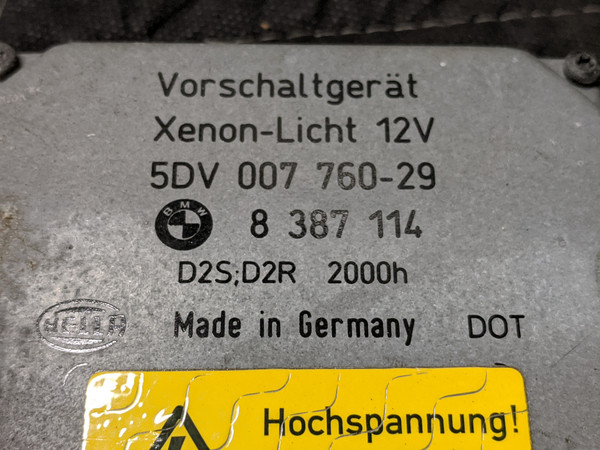 Vorschaltgerät
Xenon-Licht 12V
5DV 007 760-29
BMW 8 387 114
D2S;D2R 2000h
HELLA Made in Germany DOT
Hochspannung!